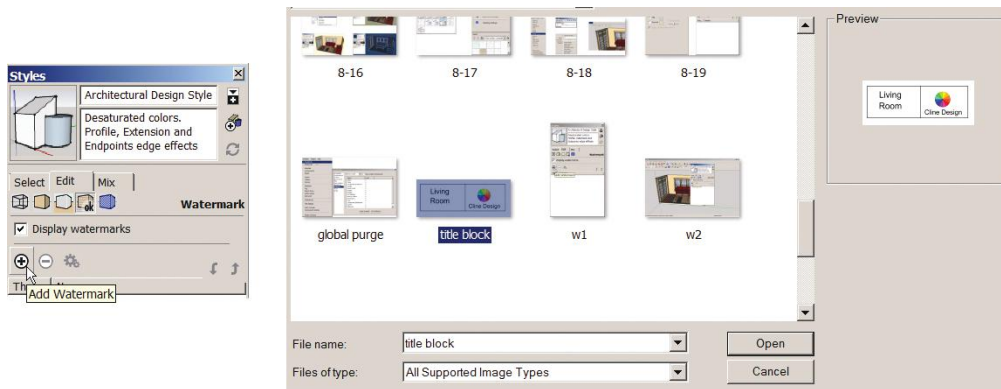 Styles
Architectural Design Style
Desaturated colors.
Profile, Extension and
Endpoints edge effects
Select Edit Mix
Watermark
Display watermarks
Add Watermark
8-16 8-17 8-18 8-19
Living
Room
Cline Design
global purge title block w1 w2
File name: title block Open
Files of type: All Supported Image Types Cancel
Preview
Living
Room
Cline Design